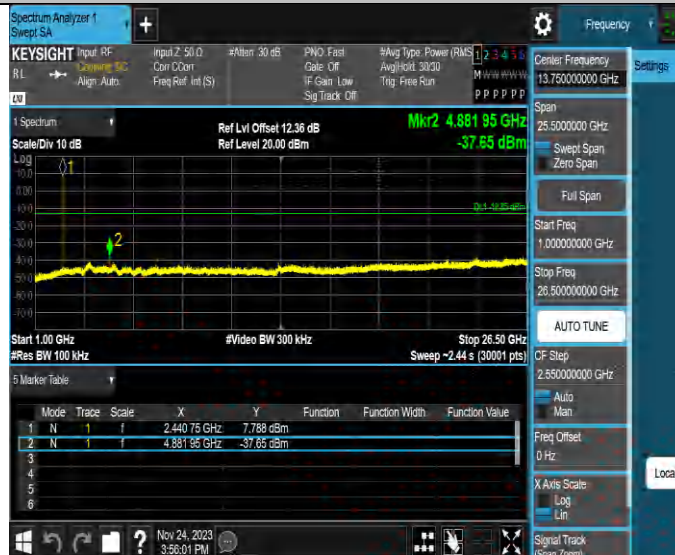 Spectrum Analyzer 1
Swept SA
Frequency
KEYSIGHT Input: RF Input Z: 50 Ω #Atten: 30 dB PNO: Fast #Avg Type: Power (RMS) 1 2 3 4 5 6
RL Coupling: DC Corr CCorr Gate: Off Avg|Hold: 30/30 M W W W W W
Align: Auto Freq Ref: Int (S) IF Gain: Low Trig: Free Run
Sig Track: Off P P P P P P
LXI
1 Spectrum
Scale/Div 10 dB
Ref Lvl Offset 12.36 dB
Ref Level 20.00 dBm
Mkr2 4.881 95 GHz
-37.65 dBm
Log
10.0
0.00
-10.0
-20.0
-30.0
-40.0
-50.0
-60.0
-70.0
1
2
Start 1.00 GHz #Video BW 300 kHz Stop 26.50 GHz
#Res BW 100 kHz Sweep ~2.44 s (30001 pts)
5 Marker Table
Mode Trace Scale X Y Function Function Width Function Value
1 N 1 f 2.440 75 GHz 7.788 dBm
2 N 1 f 4.881 95 GHz -37.65 dBm
3
4
5
6
Nov 24, 2023
3:56:01 PM
Center Frequency
13.750000000 GHz
Settings
Span
25.5000000 GHz
Swept Span
Zero Span
Full Span
Start Freq
1.000000000 GHz
Stop Freq
26.500000000 GHz
AUTO TUNE
CF Step
2.550000000 GHz
Auto
Man
Freq Offset
0 Hz
X Axis Scale
Log
Lin
Local
Signal Track
(Span Zoom)